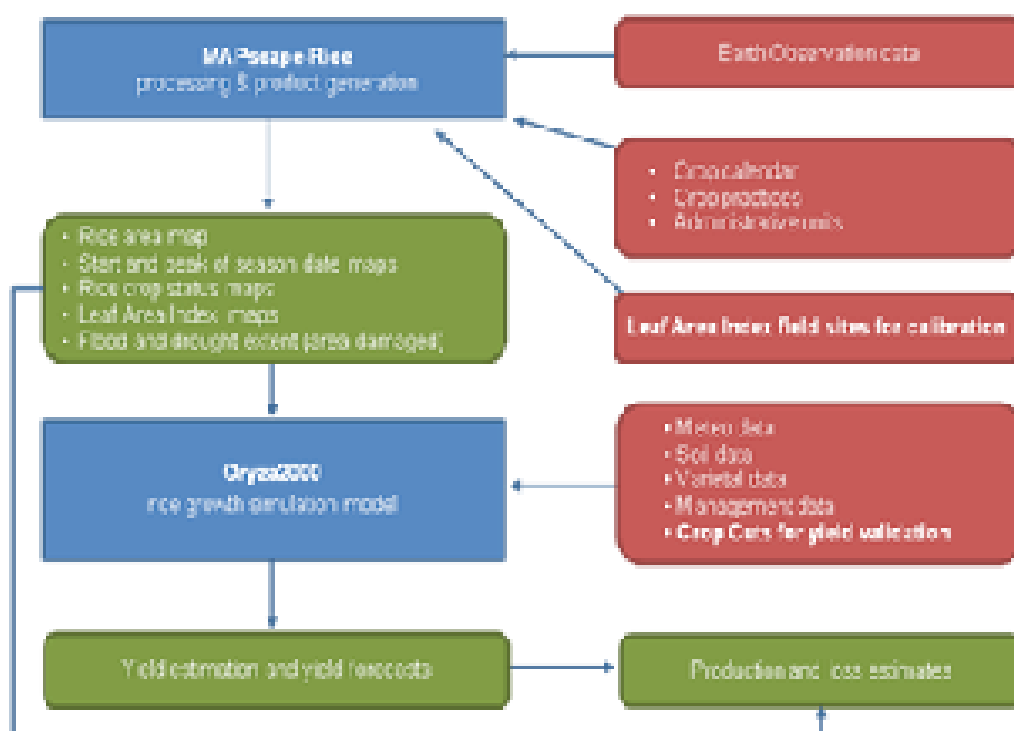 MAPscape-Rice
processing & product generation
Earth Observation data
• Crop calendar
• Crop practices
• Administrative units
• Rice area map
• Start and peak of season date maps
• Rice crop status maps
• Leaf Area Index maps
• Flood and drought extent (area damaged)
Leaf Area Index field sites for calibration
Oryza2000
rice growth simulation model
• Meteo data
• Soil data
• Varietal data
• Management data
• Crop Cuts for yield validation
Yield estimation and yield forecasts
Production and loss estimates